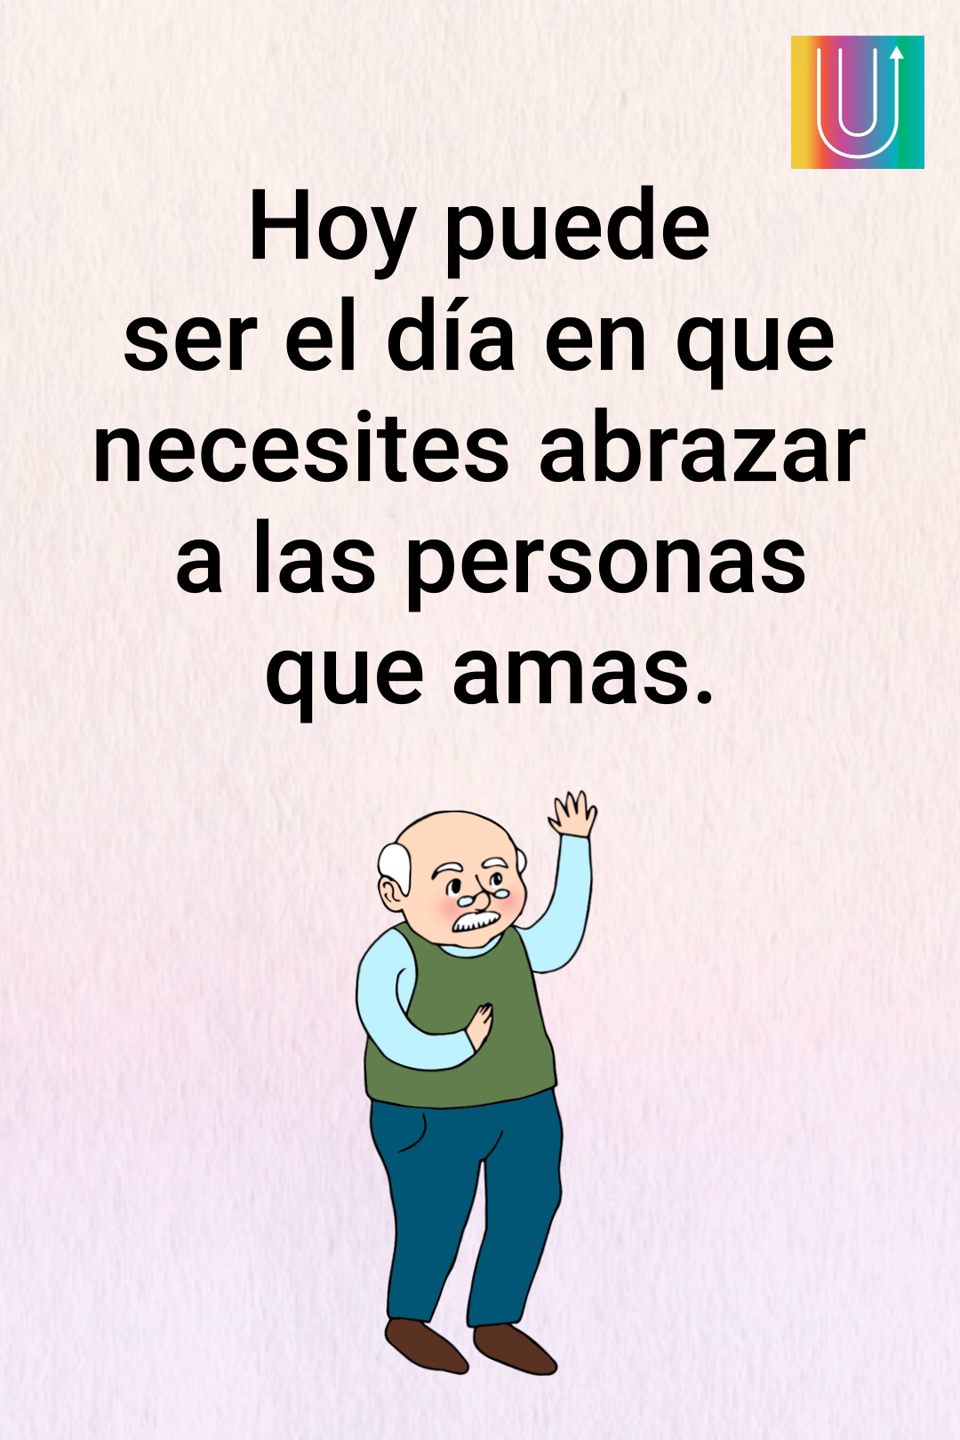 Hoy puede
ser el día en que
necesites abrazar
a las personas
que amas.